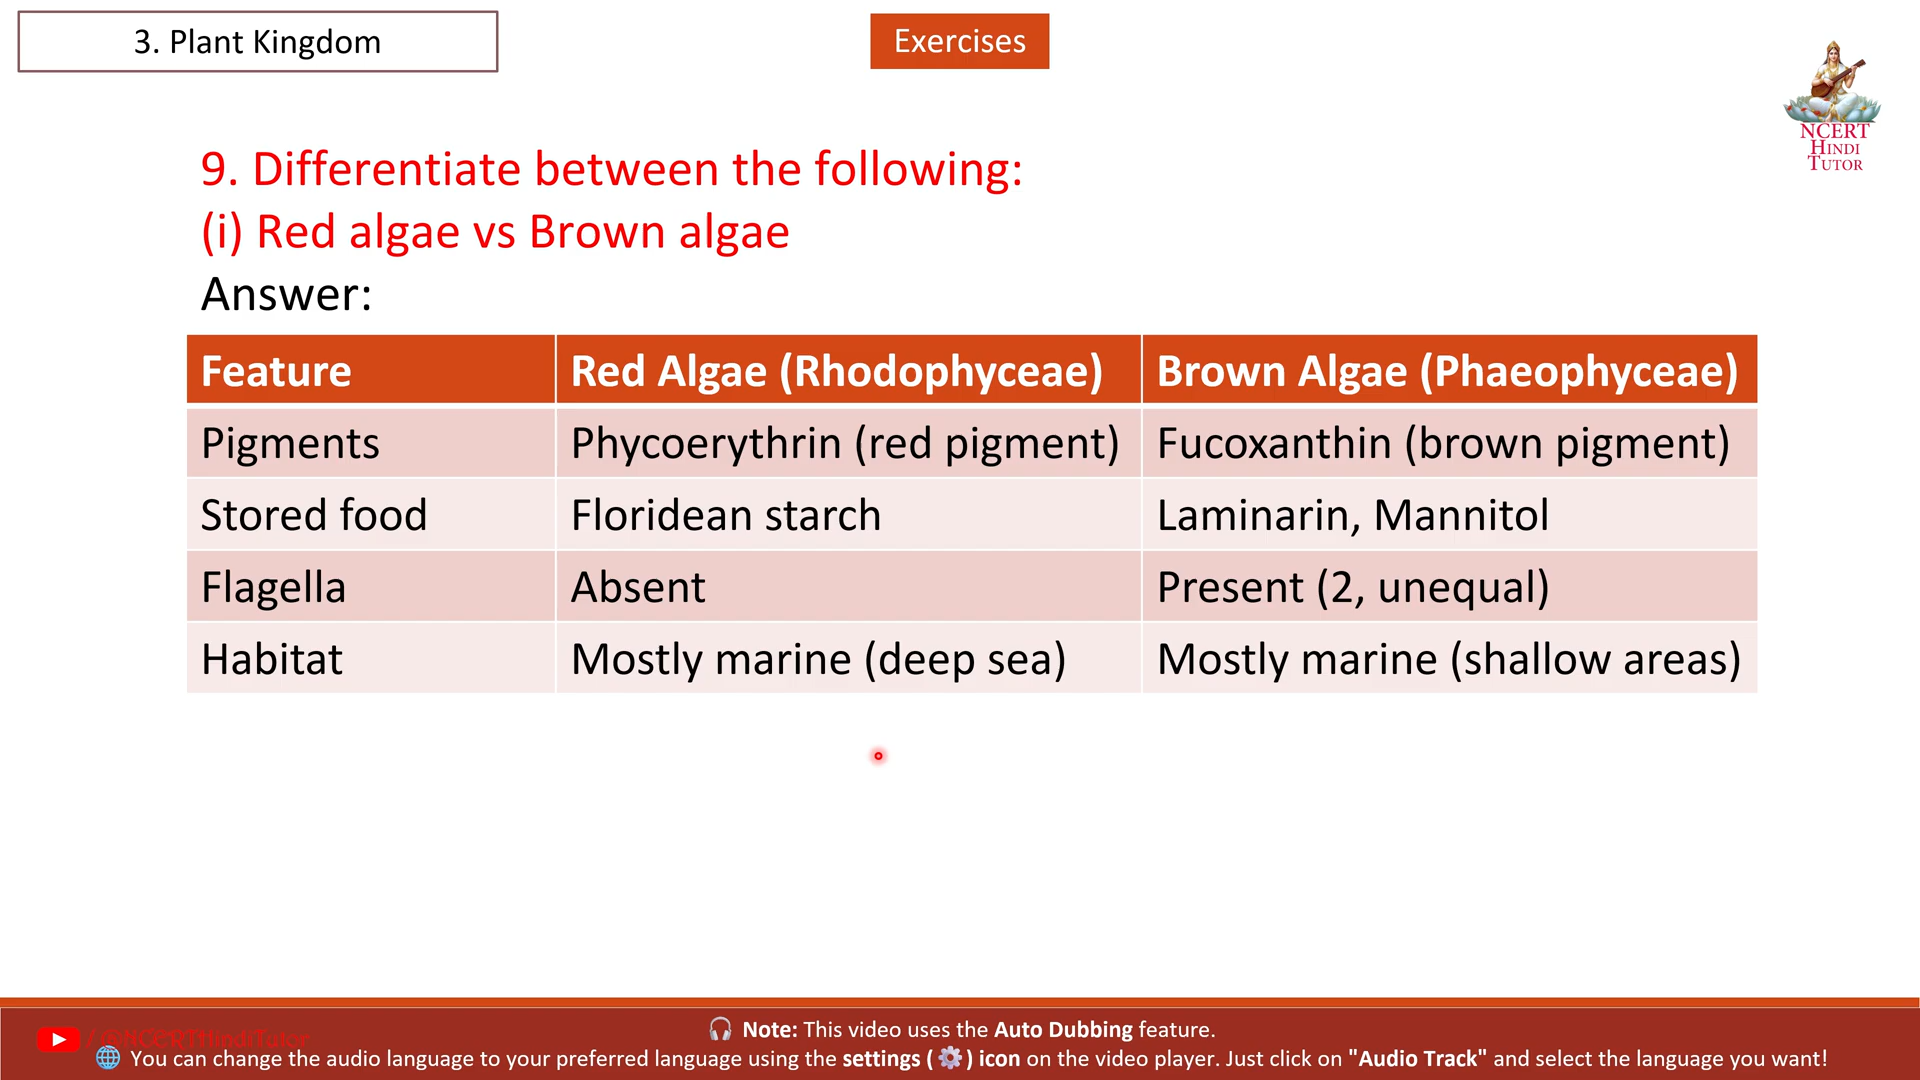 3. Plant Kingdom
Exercises
NCERT
HINDI
TUTOR
9. Differentiate between the following:
(i) Red algae vs Brown algae
Answer:
Feature Red Algae (Rhodophyceae) Brown Algae (Phaeophyceae)
Pigments Phycoerythrin (red pigment) Fucoxanthin (brown pigment)
Stored food Floridean starch Laminarin, Mannitol
Flagella Absent Present (2, unequal)
Habitat Mostly marine (deep sea) Mostly marine (shallow areas)
/@NCERTHindiTutor
Note: This video uses the Auto Dubbing feature.
You can change the audio language to your preferred language using the settings ( ) icon on the video player. Just click on "Audio Track" and select the language you want!